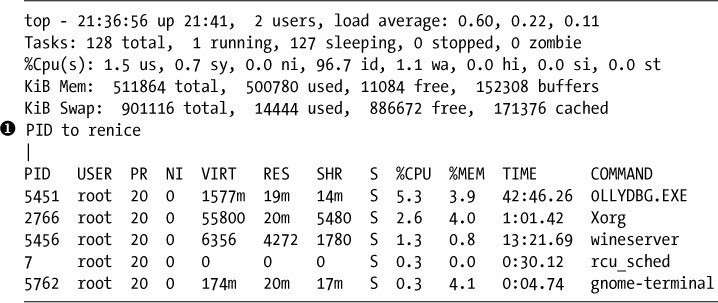 top - 21:36:56 up 21:41,  2 users, load average: 0.60, 0.22, 0.11
Tasks: 128 total,  1 running, 127 sleeping, 0 stopped, 0 zombie
%Cpu(s): 1.5 us, 0.7 sy, 0.0 ni, 96.7 id, 1.1 wa, 0.0 hi, 0.0 si, 0.0 st
KiB Mem:  511864 total,  500780 used, 11084 free,  152308 buffers
KiB Swap:  901116 total,  14444 used,  886672 free,  171376 cached
❶ PID to renice
|
PID USER PR NI VIRT RES SHR S %CPU %MEM TIME COMMAND
5451 root 20 0 1577m 19m 14m S 5.3 3.9 42:46.26 OLLYDBG.EXE
2766 root 20 0 55800 20m 5480 S 2.6 4.0 1:01.42 Xorg
5456 root 20 0 6356 4272 1780 S 1.3 0.8 13:21.69 wineserver
7 root 20 0 0 0 0 S 0.3 0.0 0:30.12 rcu_sched
5762 root 20 0 174m 20m 17m S 0.3 4.1 0:04.74 gnome-terminal